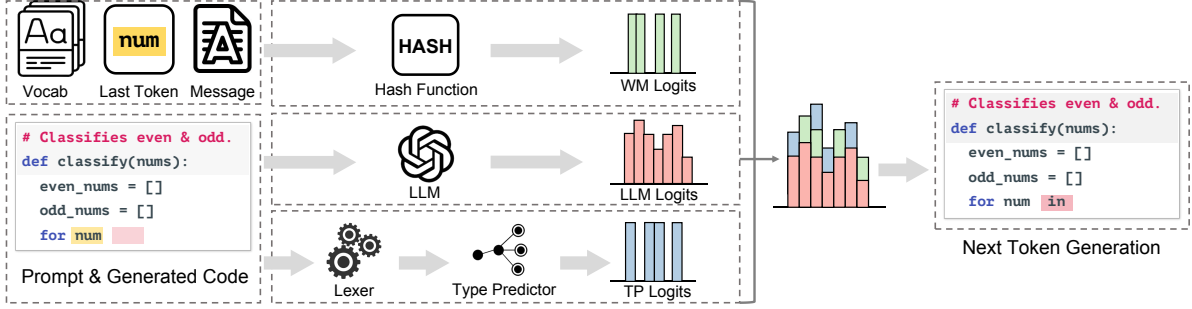 Aa
num
Vocab
Last Token
Message
HASH
Hash Function
WM Logits
# Classifies even & odd.
def classify(nums):
even_nums = []
odd_nums = []
for num
Prompt & Generated Code
LLM
LLM Logits
Lexer
Type Predictor
TP Logits
# Classifies even & odd.
def classify(nums):
even_nums = []
odd_nums = []
for num in
Next Token Generation